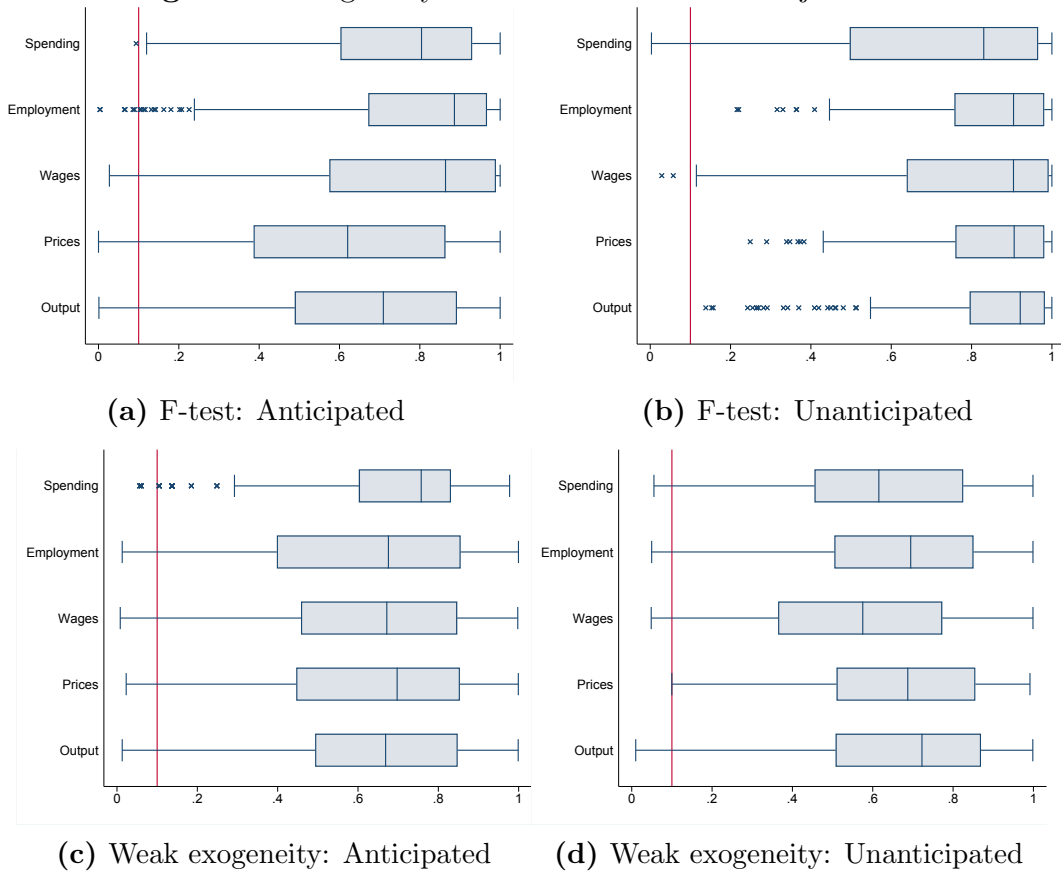 Spending
Employment
Wages
Prices
Output
0 .2 .4 .6 .8 1
(a) F-test: Anticipated
Spending
Employment
Wages
Prices
Output
0 .2 .4 .6 .8 1
(b) F-test: Unanticipated
Spending
Employment
Wages
Prices
Output
0 .2 .4 .6 .8 1
(c) Weak exogeneity: Anticipated
Spending
Employment
Wages
Prices
Output
0 .2 .4 .6 .8 1
(d) Weak exogeneity: Unanticipated